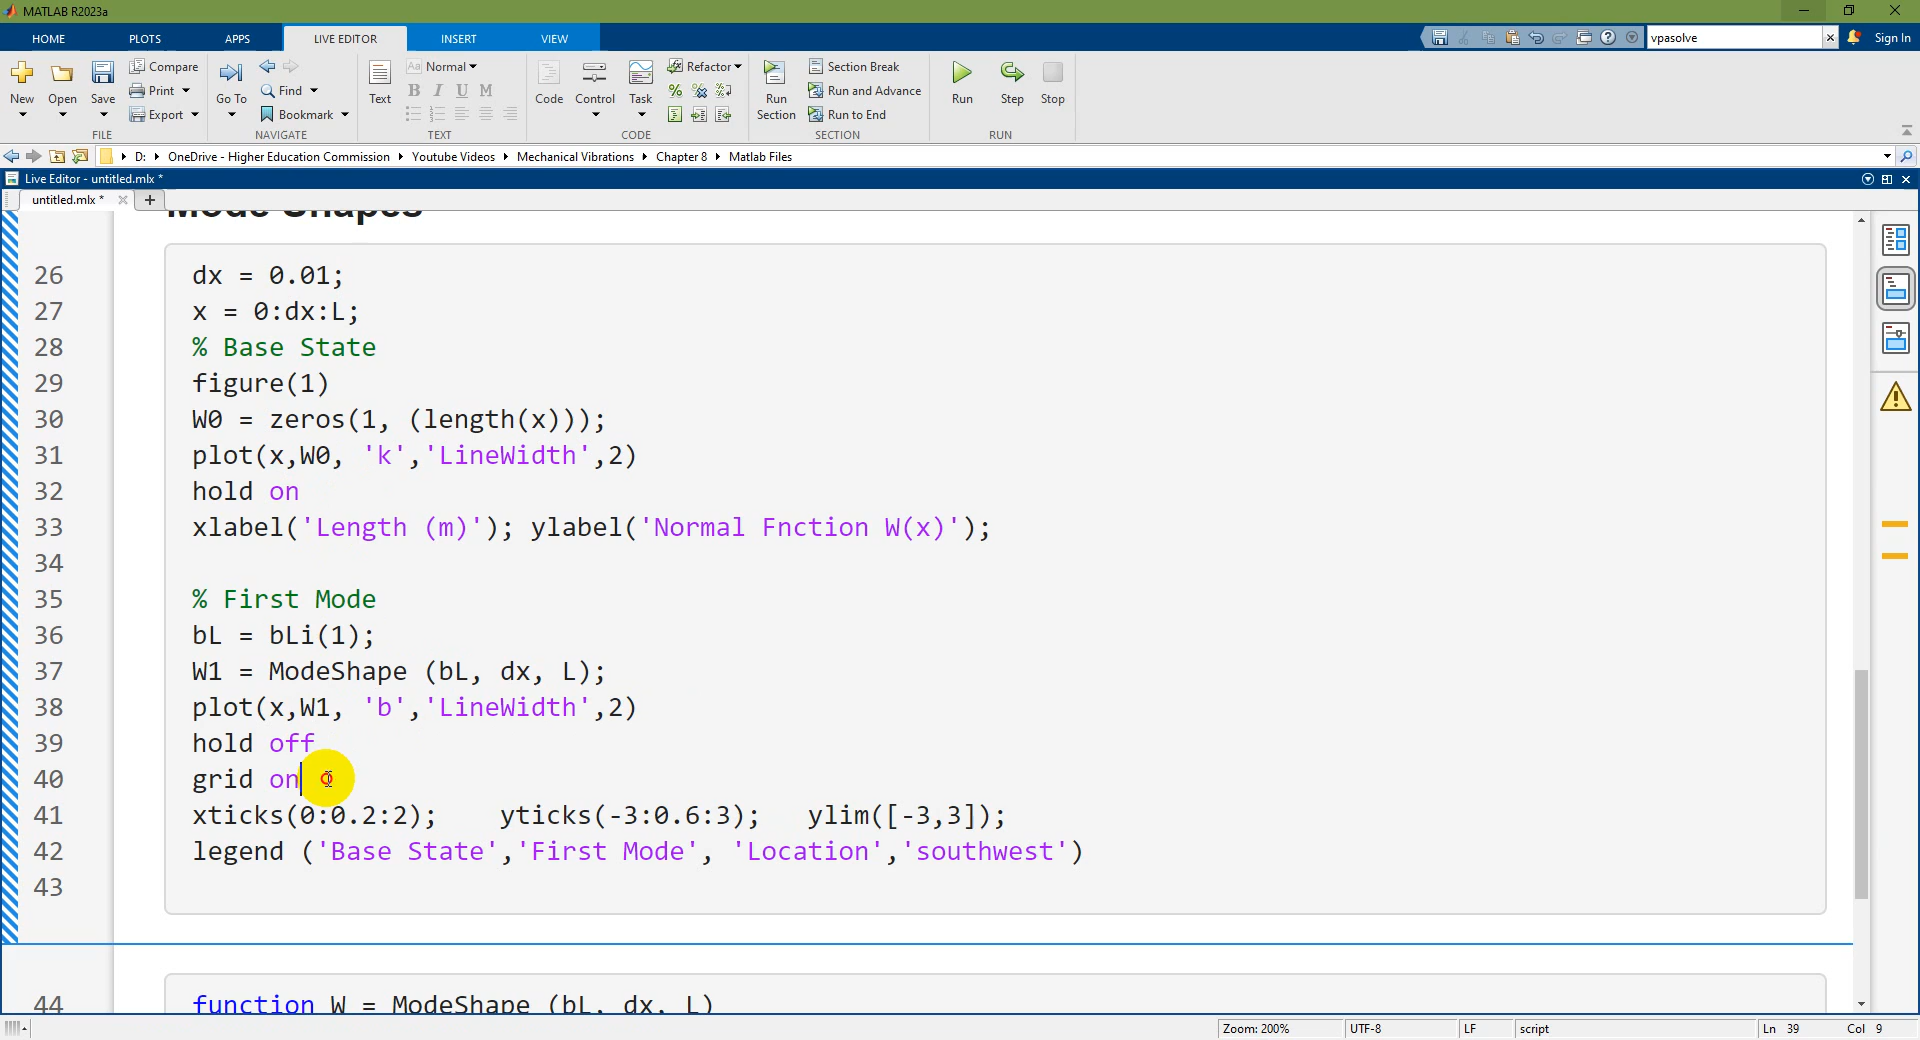 MATLAB R2023a
HOME PLOTS APPS LIVE EDITOR INSERT VIEW vpasolve Sign In
New Open Save Compare Print Export Go To Find Bookmark Text Aa Normal B I U M Code Control Task Refactor Run Section Section Break Run and Advance Run to End Run Step Stop
FILE NAVIGATE TEXT CODE SECTION RUN
D: OneDrive - Higher Education Commission Youtube Videos Mechanical Vibrations Chapter 8 Matlab Files
Live Editor - untitled.mlx *
untitled.mlx *
Mode Shapes
26 dx = 0.01;
27 x = 0:dx:L;
28 % Base State
29 figure(1)
30 W0 = zeros(1, (length(x)));
31 plot(x,W0, 'k','LineWidth',2)
32 hold on
33 xlabel('Length (m)'); ylabel('Normal Fnction W(x)');
34
35 % First Mode
36 bL = bLi(1);
37 W1 = ModeShape (bL, dx, L);
38 plot(x,W1, 'b','LineWidth',2)
39 hold off
40 grid on
41 xticks(0:0.2:2); yticks(-3:0.6:3); ylim([-3,3]);
42 legend ('Base State','First Mode', 'Location','southwest')
43
44 function W = ModeShape (bL, dx, L)
Zoom: 200% UTF-8 LF script Ln 39 Col 9